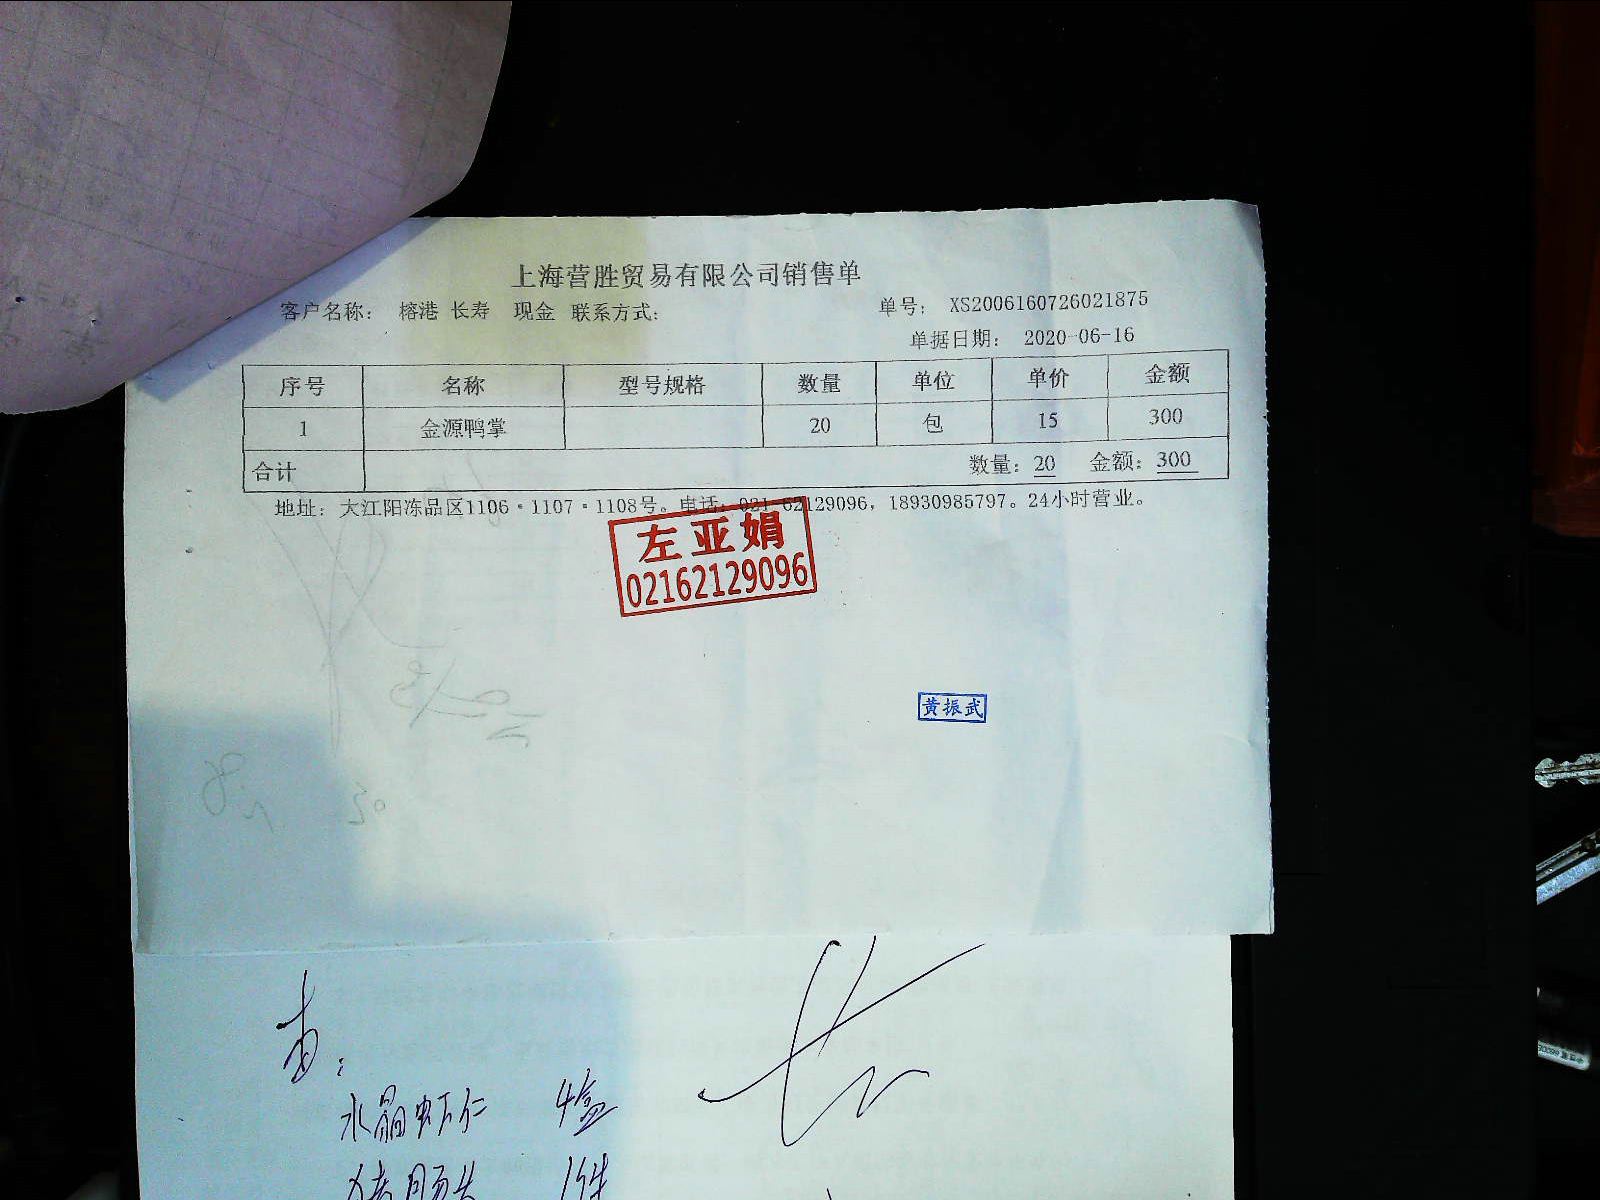 上海营胜贸易有限公司销售单
客户名称： 榕港 长寿 现金 联系方式： 单号： XS2006160726021875
单据日期： 2020-06-16
序号 名称 型号规格 数量 单位 单价 金额
1 金源鸭掌 20 包 15 300
合计 数量：20 金额：300
地址：大江阳冻品区1106·1107·1108号。电话：021-62129096，18930985797。24小时营业。
左亚娟
02162129096
黄振武
水晶虾仁 4盒
1件